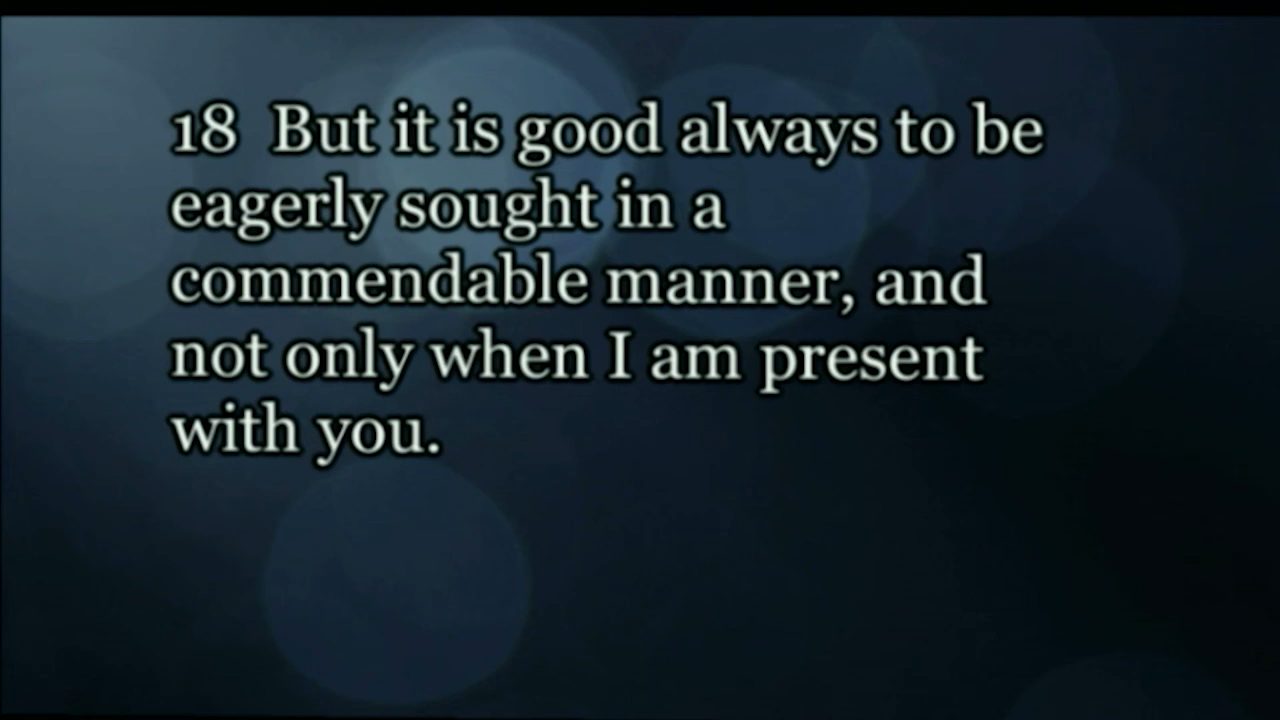 18  But it is good always to be
eagerly sought in a
commendable manner, and
not only when I am present
with you.